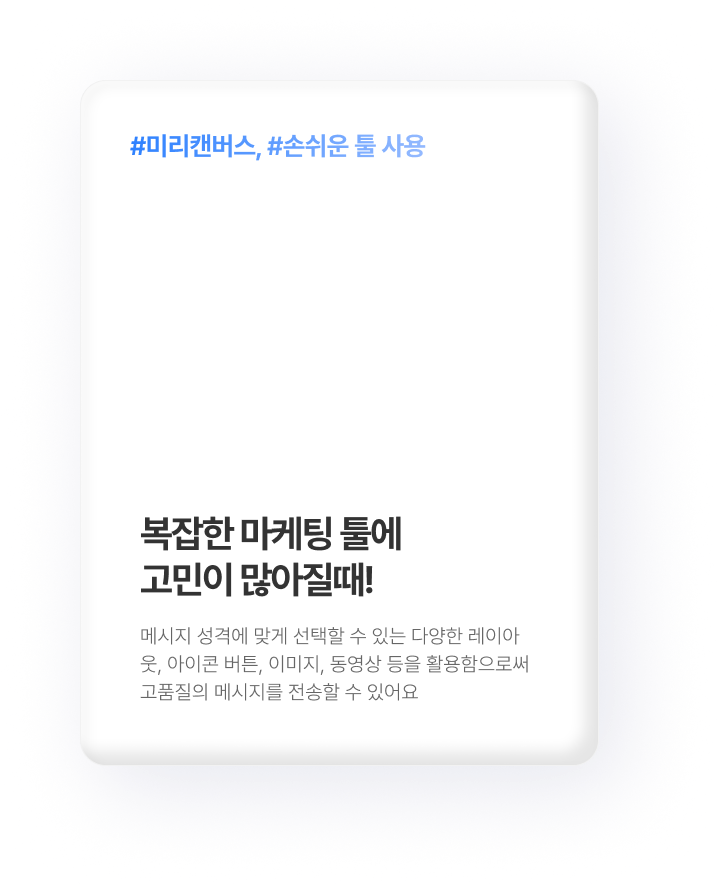 #미리캔버스, #손쉬운 툴 사용
복잡한 마케팅 툴에
고민이 많아질때!
메시지 성격에 맞게 선택할 수 있는 다양한 레이아
웃, 아이콘 버튼, 이미지, 동영상 등을 활용함으로써
고품질의 메시지를 전송할 수 있어요